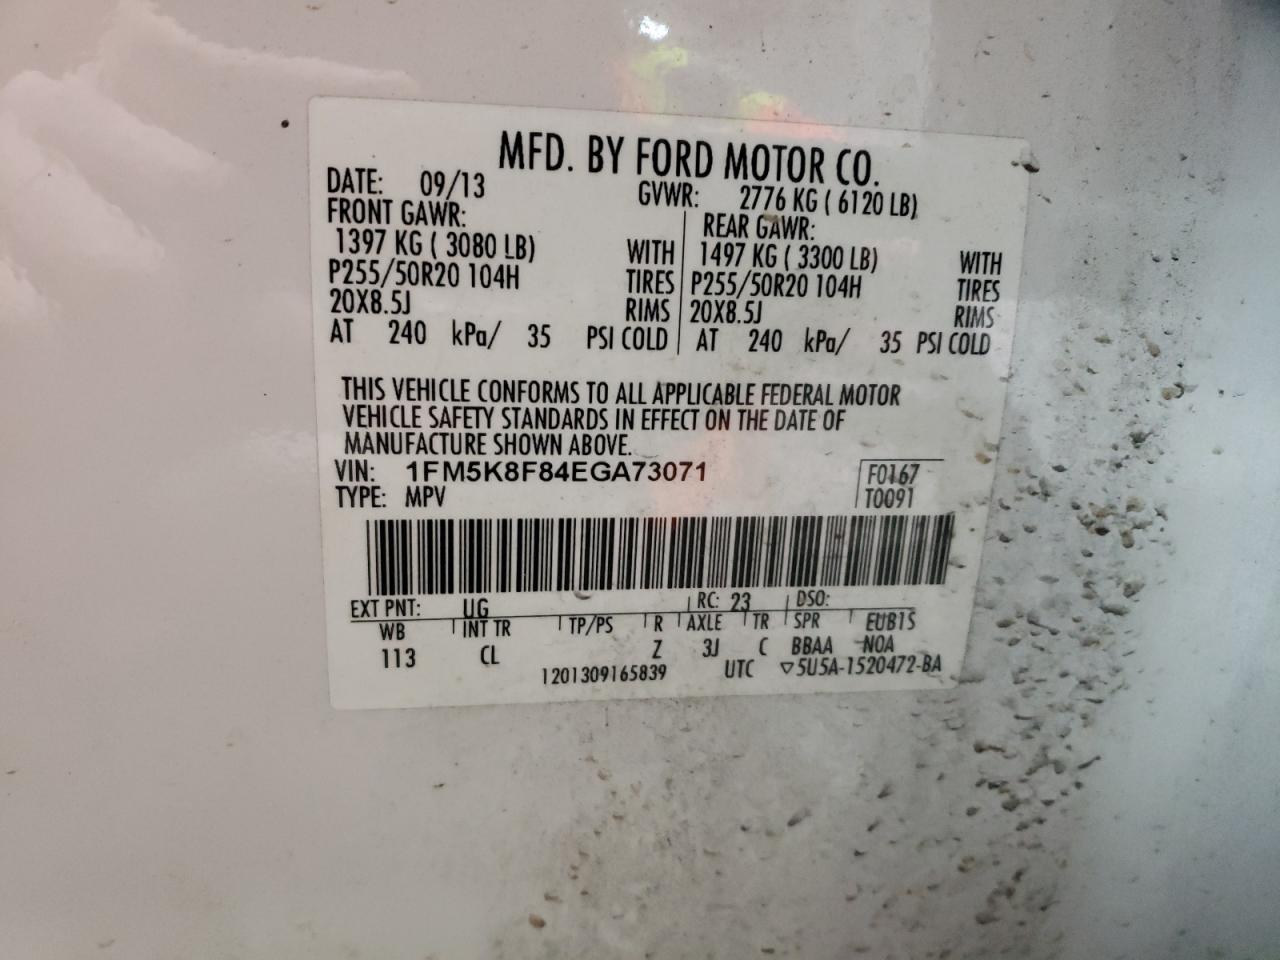 MFD. BY FORD MOTOR CO.
DATE: 09/13 GVWR: 2776 KG ( 6120 LB)
FRONT GAWR: REAR GAWR:
1397 KG ( 3080 LB) WITH 1497 KG ( 3300 LB) WITH
P255/50R20 104H TIRES P255/50R20 104H TIRES
20X8.5J RIMS 20X8.5J RIMS
AT 240 kPa/ 35 PSI COLD AT 240 kPa/ 35 PSI COLD
THIS VEHICLE CONFORMS TO ALL APPLICABLE FEDERAL MOTOR
VEHICLE SAFETY STANDARDS IN EFFECT ON THE DATE OF
MANUFACTURE SHOWN ABOVE.
VIN: 1FM5K8F84EGA73071 F0167
TYPE: MPV T0091
EXT PNT: UG RC: 23 DSO:
WB INT TR TP/PS R AXLE TR SPR EUB1S
113 CL Z 3J C BBAA NOA
1201309165839 UTC ▽5U5A-1520472-BA